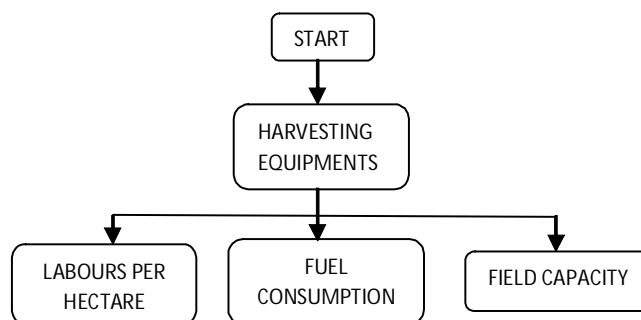 START
HARVESTING
EQUIPMENTS
LABOURS PER
HECTARE
FUEL
CONSUMPTION
FIELD CAPACITY